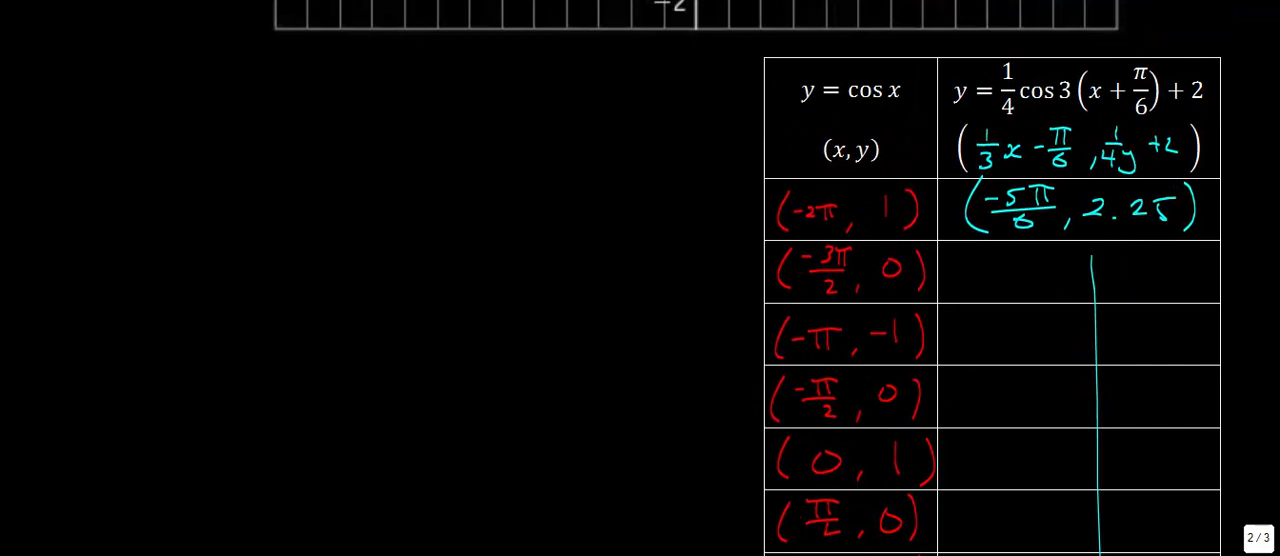 -2
y = cos x
y = 1/4 cos 3 (x + π/6) + 2
(x, y)
(1/3 x - π/6, 1/4 y + 2)
(-2π, 1)
(-5π/6, 2.25)
(-3π/2, 0)
(-π, -1)
(-π/2, 0)
(0, 1)
(π/2, 0)
2 / 3